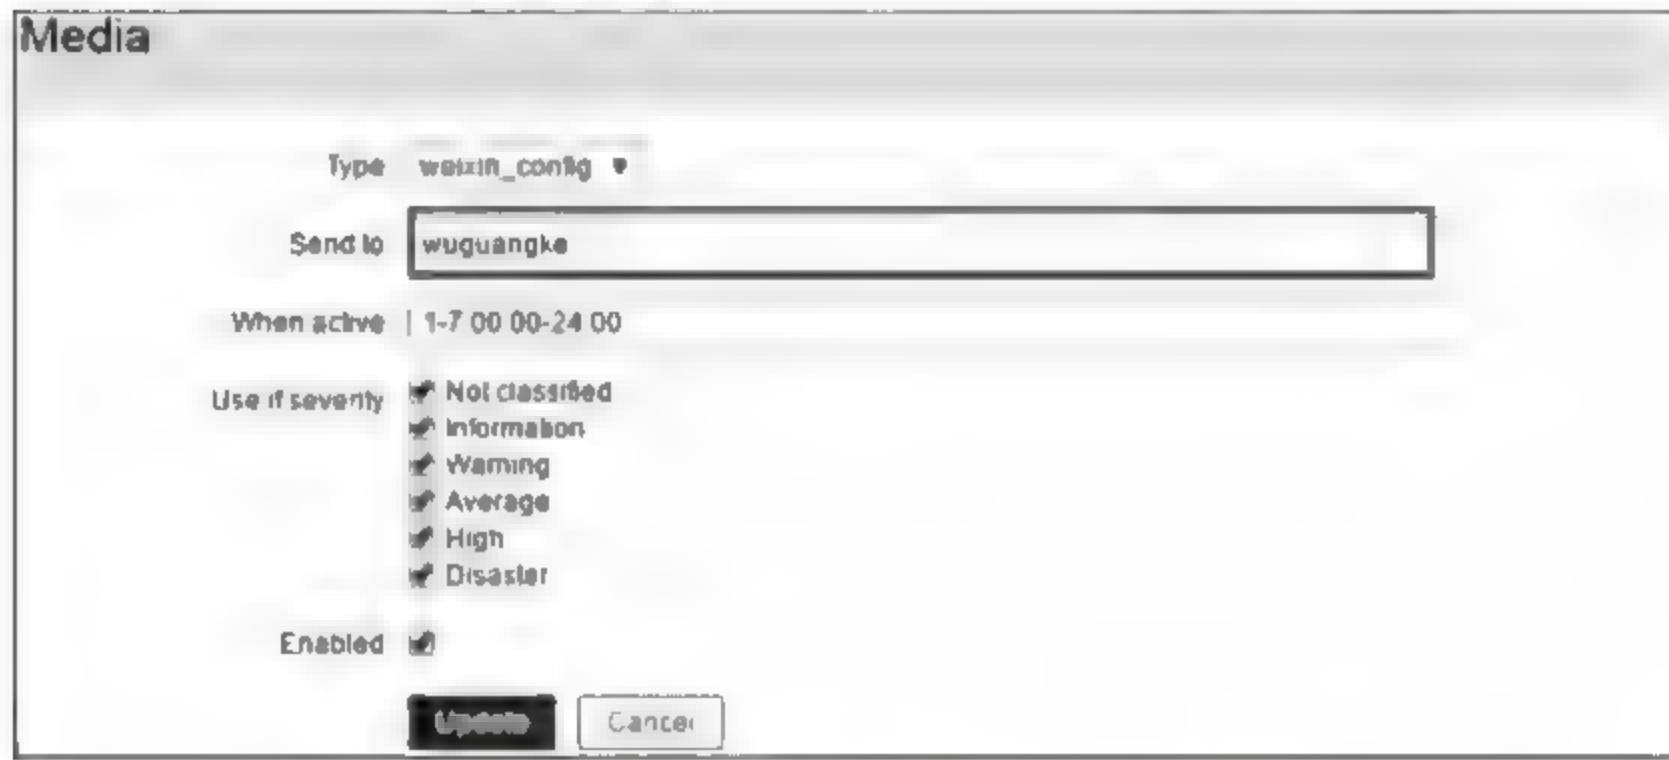 Media
Type weixin_config
Send to wuguangke
When active 1-7 00 00-24 00
Use if severity Not classified
Information
Warning
Average
High
Disaster
Enabled
Update Cancel